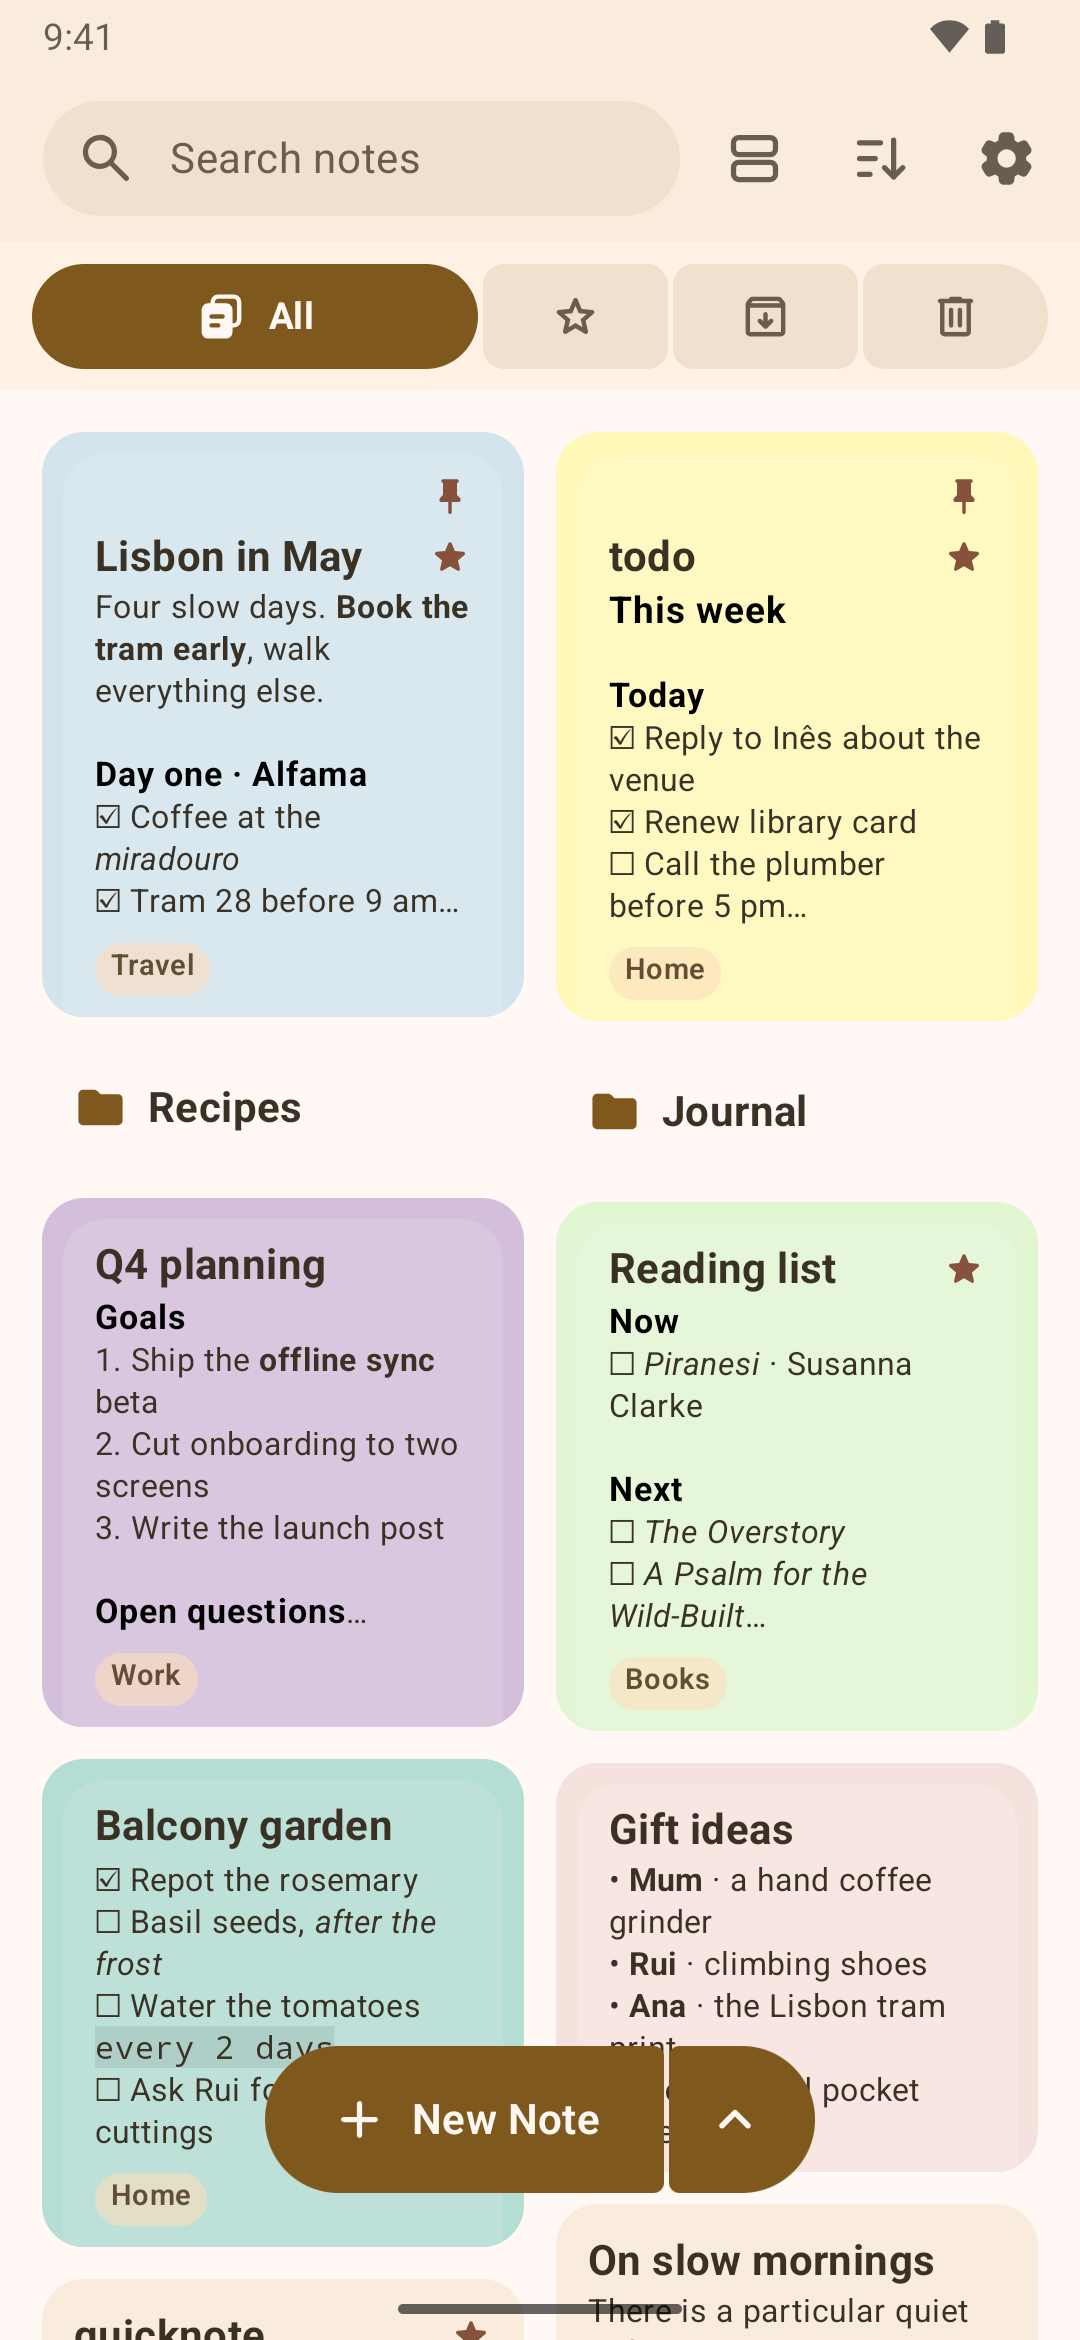 9:41
Search notes
All
Lisbon in May
Four slow days. Book the
tram early, walk
everything else.
Day one · Alfama
☑ Coffee at the
miradouro
☑ Tram 28 before 9 am…
Travel
todo
This week
Today
☑ Reply to Inês about the
venue
☑ Renew library card
☐ Call the plumber
before 5 pm…
Home
Recipes
Journal
Q4 planning
Goals
1. Ship the offline sync
beta
2. Cut onboarding to two
screens
3. Write the launch post
Open questions…
Work
Reading list
Now
☐ Piranesi · Susanna
Clarke
Next
☐ The Overstory
☐ A Psalm for the
Wild-Built…
Books
Balcony garden
☑ Repot the rosemary
☐ Basil seeds, after the
frost
☐ Water the tomatoes
every 2 days
☐ Ask Rui
cuttings
Home
Gift ideas
• Mum · a hand coffee
grinder
• Rui · climbing shoes
• Ana · the Lisbon tram
print
pocket
New Note
On slow mornings
There is a particular quiet
quicknote